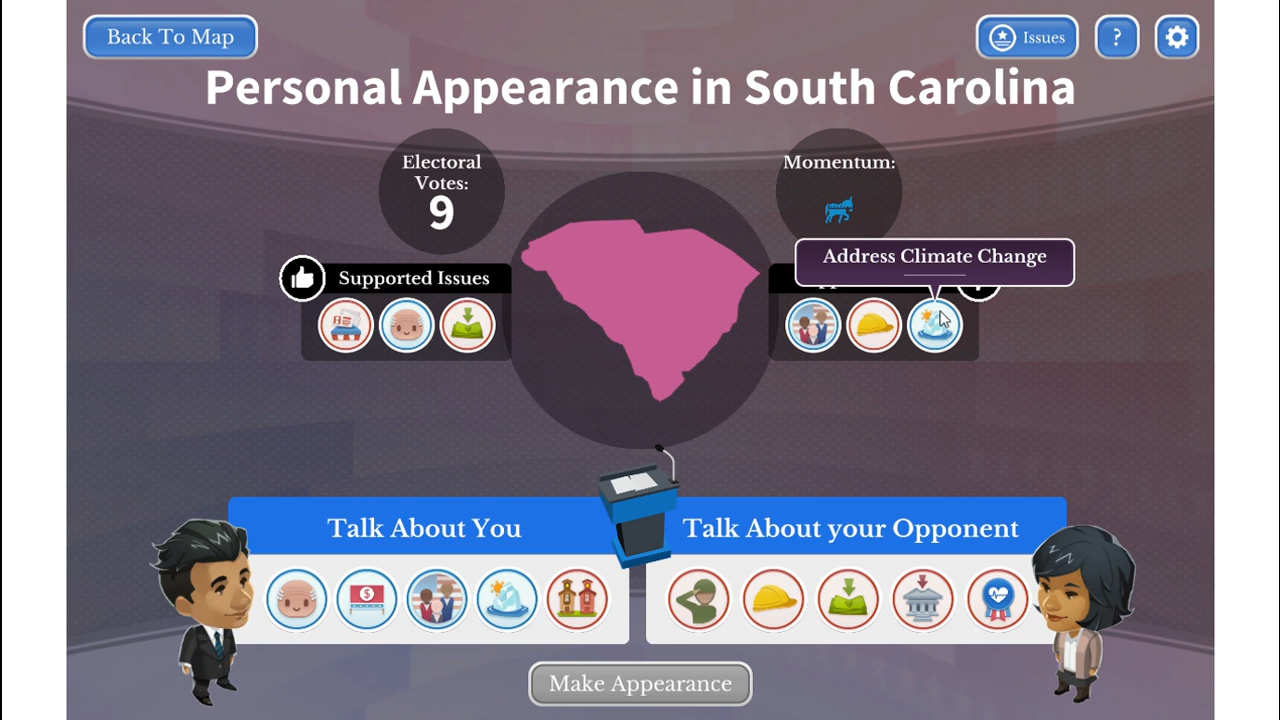 Back To Map
Issues
?
Personal Appearance in South Carolina
Electoral
Votes:
9
Momentum:
Address Climate Change
Supported Issues
Talk About You
Talk About your Opponent
Make Appearance